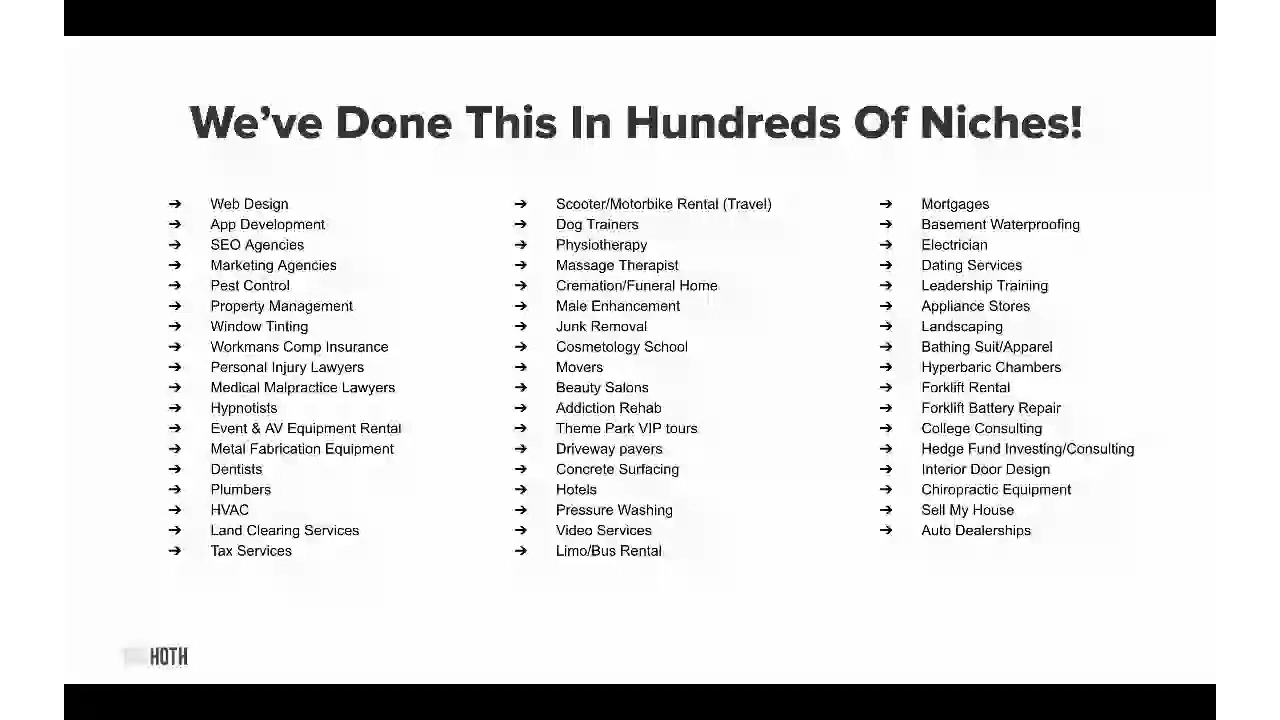 We've Done This In Hundreds Of Niches!
➔ Web Design
➔ App Development
➔ SEO Agencies
➔ Marketing Agencies
➔ Pest Control
➔ Property Management
➔ Window Tinting
➔ Workmans Comp Insurance
➔ Personal Injury Lawyers
➔ Medical Malpractice Lawyers
➔ Hypnotists
➔ Event & AV Equipment Rental
➔ Metal Fabrication Equipment
➔ Dentists
➔ Plumbers
➔ HVAC
➔ Land Clearing Services
➔ Tax Services
➔ Scooter/Motorbike Rental (Travel)
➔ Dog Trainers
➔ Physiotherapy
➔ Massage Therapist
➔ Cremation/Funeral Home
➔ Male Enhancement
➔ Junk Removal
➔ Cosmetology School
➔ Movers
➔ Beauty Salons
➔ Addiction Rehab
➔ Theme Park VIP tours
➔ Driveway pavers
➔ Concrete Surfacing
➔ Hotels
➔ Pressure Washing
➔ Video Services
➔ Limo/Bus Rental
➔ Mortgages
➔ Basement Waterproofing
➔ Electrician
➔ Dating Services
➔ Leadership Training
➔ Appliance Stores
➔ Landscaping
➔ Bathing Suit/Apparel
➔ Hyperbaric Chambers
➔ Forklift Rental
➔ Forklift Battery Repair
➔ College Consulting
➔ Hedge Fund Investing/Consulting
➔ Interior Door Design
➔ Chiropractic Equipment
➔ Sell My House
➔ Auto Dealerships
HOTH